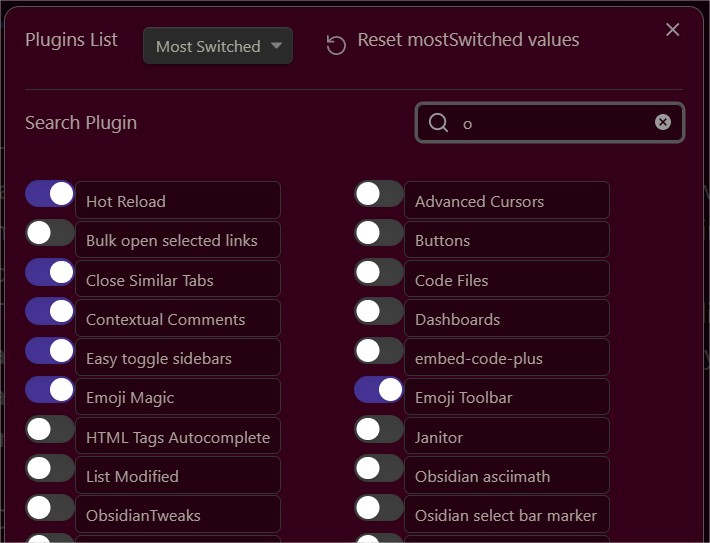 Plugins List
Most Switched
Reset mostSwitched values
Search Plugin
o
Hot Reload
Advanced Cursors
Bulk open selected links
Buttons
Close Similar Tabs
Code Files
Contextual Comments
Dashboards
Easy toggle sidebars
embed-code-plus
Emoji Magic
Emoji Toolbar
HTML Tags Autocomplete
Janitor
List Modified
Obsidian asciimath
ObsidianTweaks
Osidian select bar marker